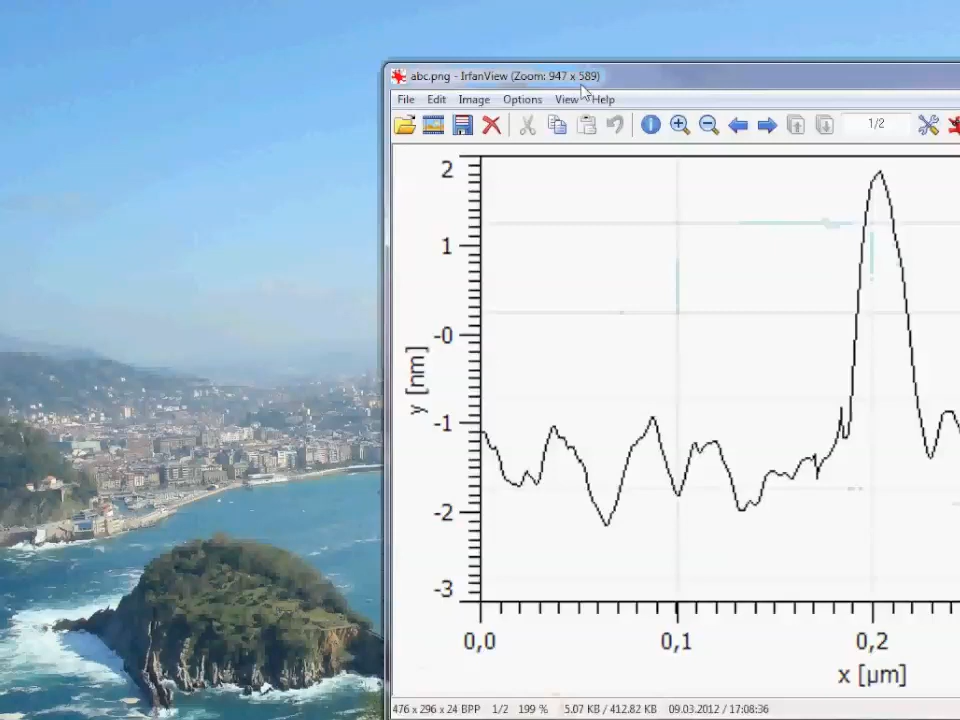 abc.png - IrfanView (Zoom: 947 x 589)
File Edit Image Options View Help
1/2
2
1
-0
-1
-2
-3
y [nm]
0,0 0,1 0,2
x [µm]
476 x 296 x 24 BPP 1/2 199 % 5.07 KB / 412.82 KB 09.03.2012 / 17:08:36